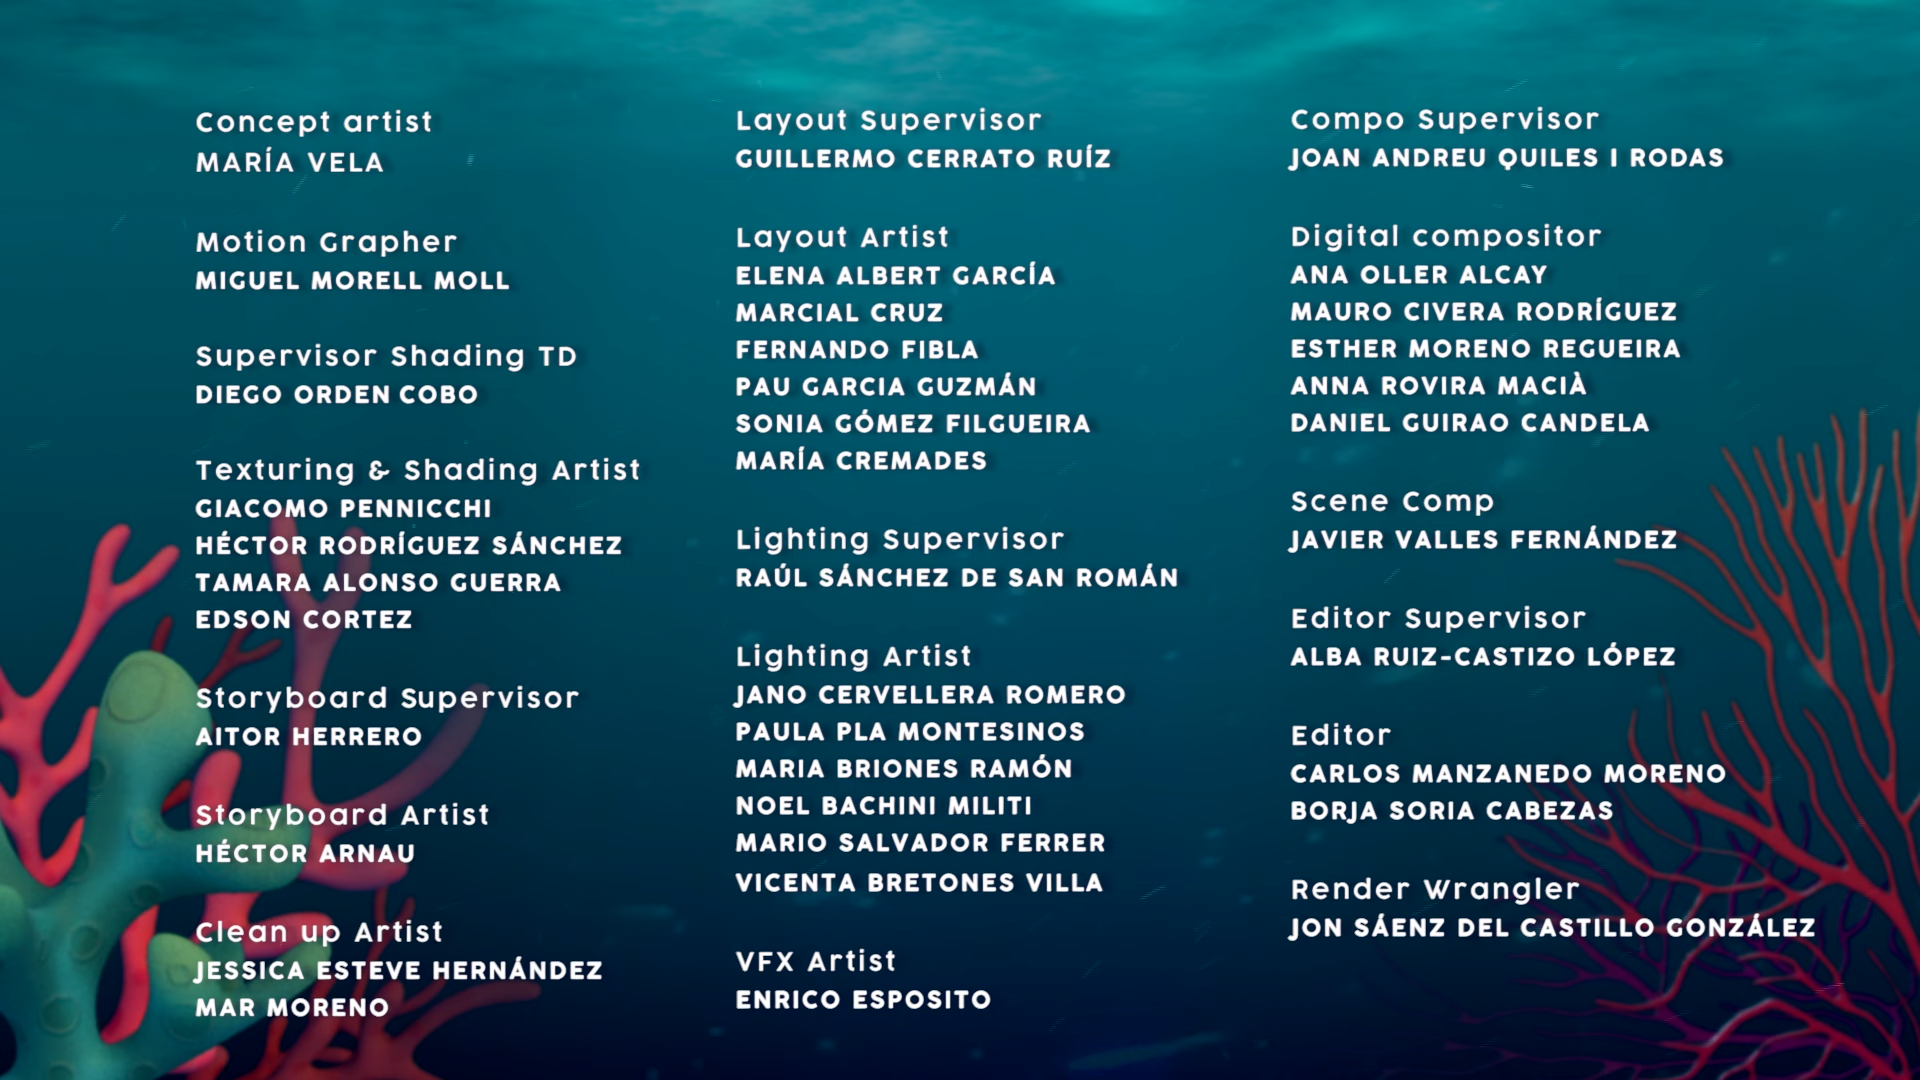 Concept artist
MARÍA VELA
Motion Grapher
MIGUEL MORELL MOLL
Supervisor Shading TD
DIEGO ORDEN COBO
Texturing & Shading Artist
GIACOMO PENNICCHI
HÉCTOR RODRÍGUEZ SÁNCHEZ
TAMARA ALONSO GUERRA
EDSON CORTEZ
Storyboard Supervisor
AITOR HERRERO
Storyboard Artist
HÉCTOR ARNAU
Clean up Artist
JESSICA ESTEVE HERNÁNDEZ
MAR MORENO
Layout Supervisor
GUILLERMO CERRATO RUÍZ
Layout Artist
ELENA ALBERT GARCÍA
MARCIAL CRUZ
FERNANDO FIBLA
PAU GARCIA GUZMÁN
SONIA GÓMEZ FILGUEIRA
MARÍA CREMADES
Lighting Supervisor
RAÚL SÁNCHEZ DE SAN ROMÁN
Lighting Artist
JANO CERVELLERA ROMERO
PAULA PLA MONTESINOS
MARIA BRIONES RAMÓN
NOEL BACHINI MILITI
MARIO SALVADOR FERRER
VICENTA BRETONES VILLA
VFX Artist
ENRICO ESPOSITO
Compo Supervisor
JOAN ANDREU QUILES I RODAS
Digital compositor
ANA OLLER ALCAY
MAURO CIVERA RODRÍGUEZ
ESTHER MORENO REGUEIRA
ANNA ROVIRA MACIÀ
DANIEL GUIRAO CANDELA
Scene Comp
JAVIER VALLES FERNÁNDEZ
Editor Supervisor
ALBA RUIZ-CASTIZO LÓPEZ
Editor
CARLOS MANZANEDO MORENO
BORJA SORIA CABEZAS
Render Wrangler
JON SÁENZ DEL CASTILLO GONZÁLEZ